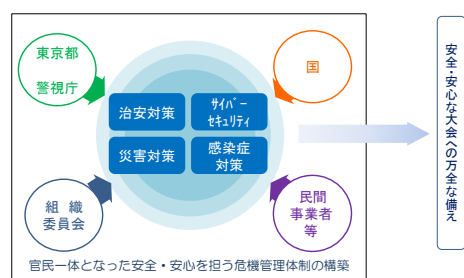 東京都
警視庁
国
治安対策
ｻｲﾊﾞｰ
ｾｷｭﾘﾃｨ
災害対策
感染症
対策
組 織
委員会
民間
事業者
等
官民一体となった安全・安心を担う危機管理体制の構築
安全・安心な大会への万全な備え